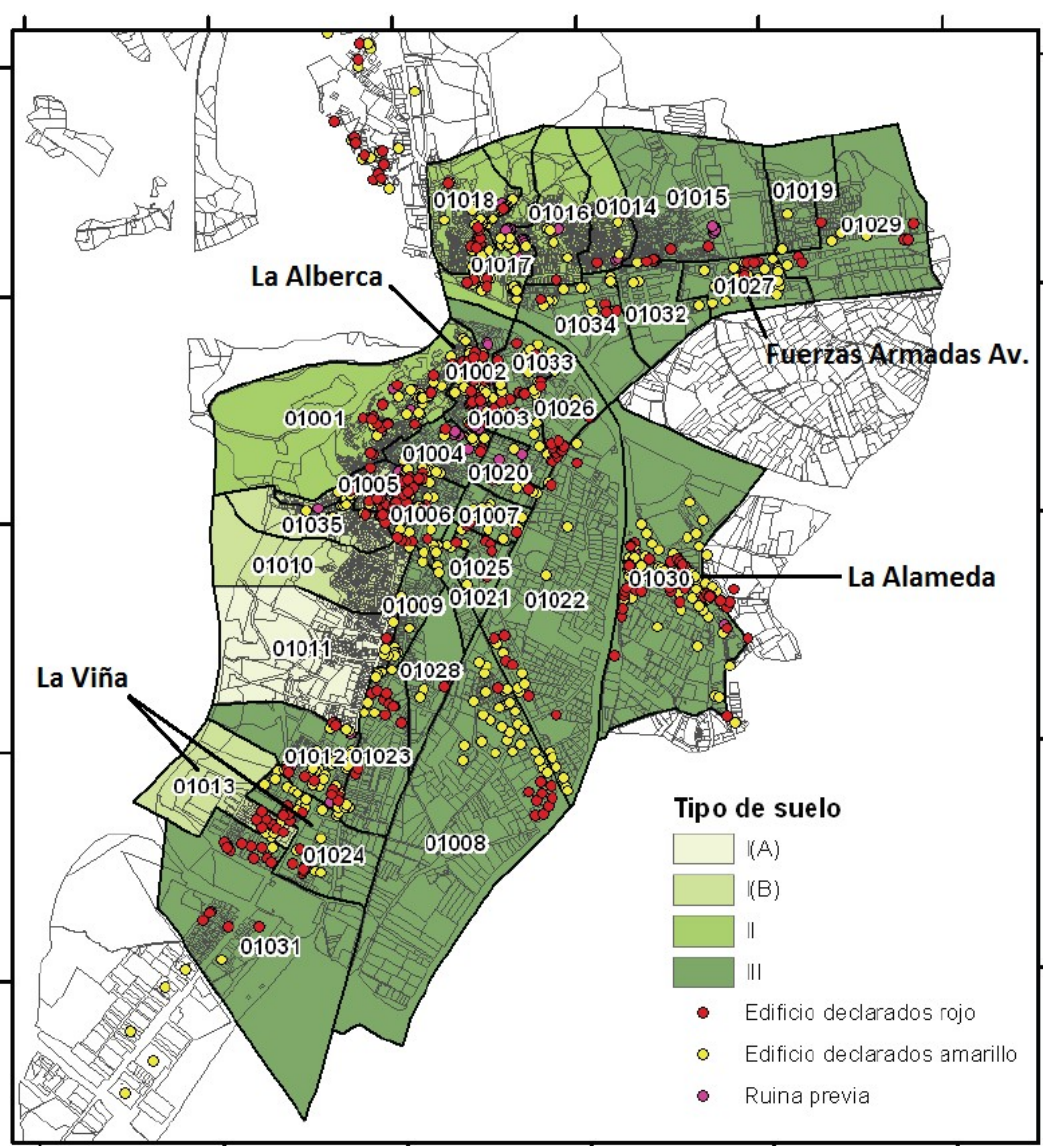 01018
01016
01014
01015
01019
01029
01017
La Alberca
01027
01034
01032
Fuerzas Armadas Av.
01033
01002
01001
01003
01026
01004
01020
01005
01006
01007
01035
01025
01010
01030
La Alameda
01021
01022
01009
01011
01028
La Viña
01012
01023
01013
01024
01008
01031
Tipo de suelo
I(A)
I(B)
II
III
Edificio declarados rojo
Edificio declarados amarillo
Ruina previa